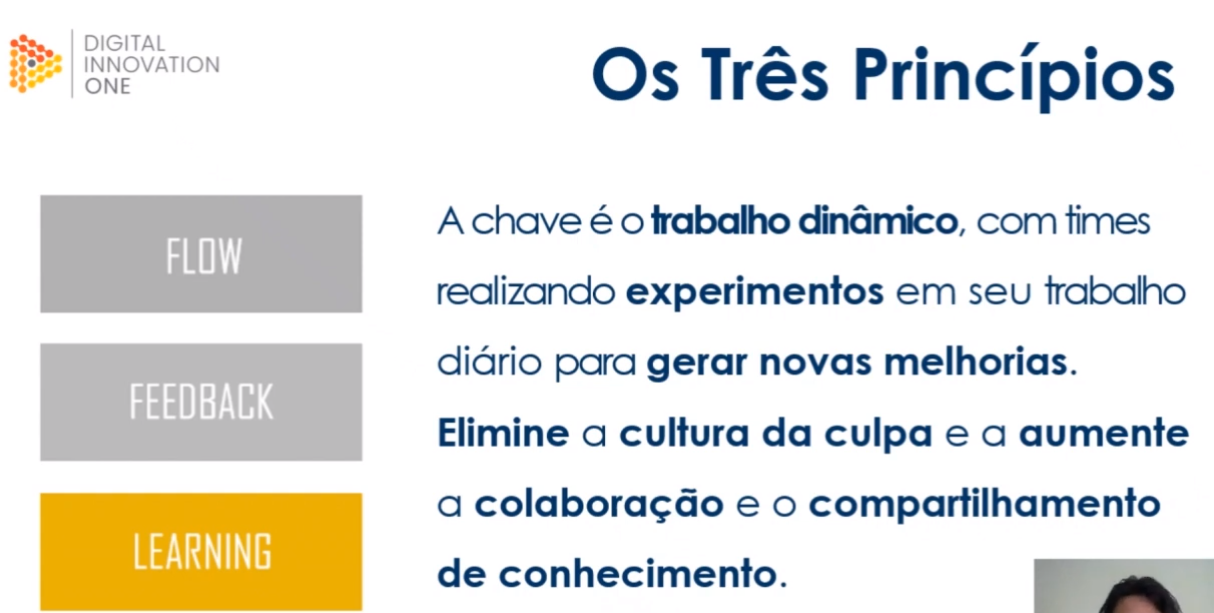 DIGITAL
INNOVATION
ONE
Os Três Princípios
FLOW
FEEDBACK
LEARNING
A chave é o trabalho dinâmico, com times
realizando experimentos em seu trabalho
diário para gerar novas melhorias.
Elimine a cultura da culpa e a aumente
a colaboração e o compartilhamento
de conhecimento.